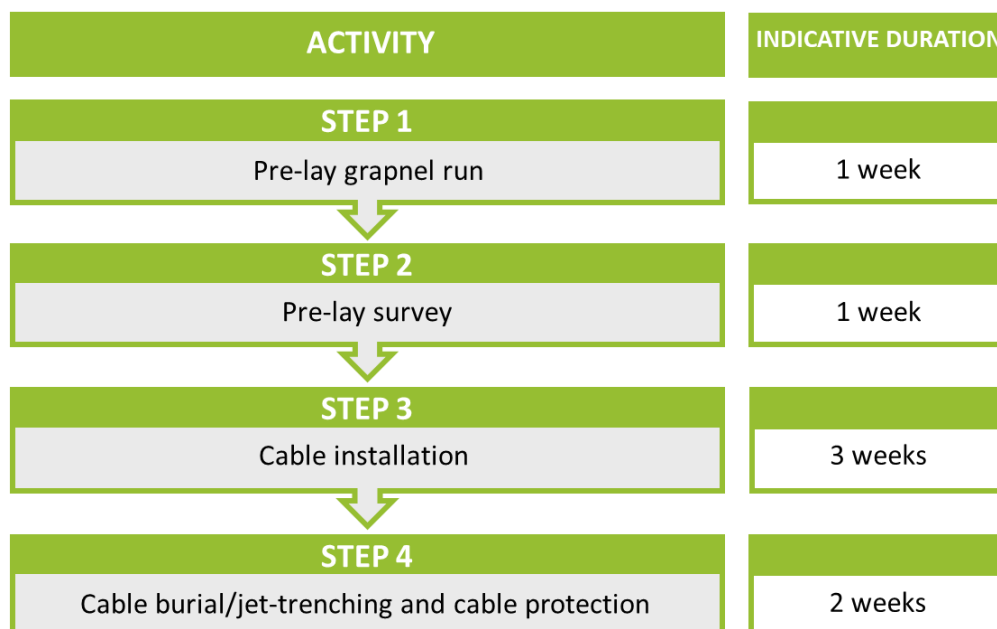 ACTIVITY
INDICATIVE DURATION
STEP 1
Pre-lay grapnel run
1 week
STEP 2
Pre-lay survey
1 week
STEP 3
Cable installation
3 weeks
STEP 4
Cable burial/jet-trenching and cable protection
2 weeks